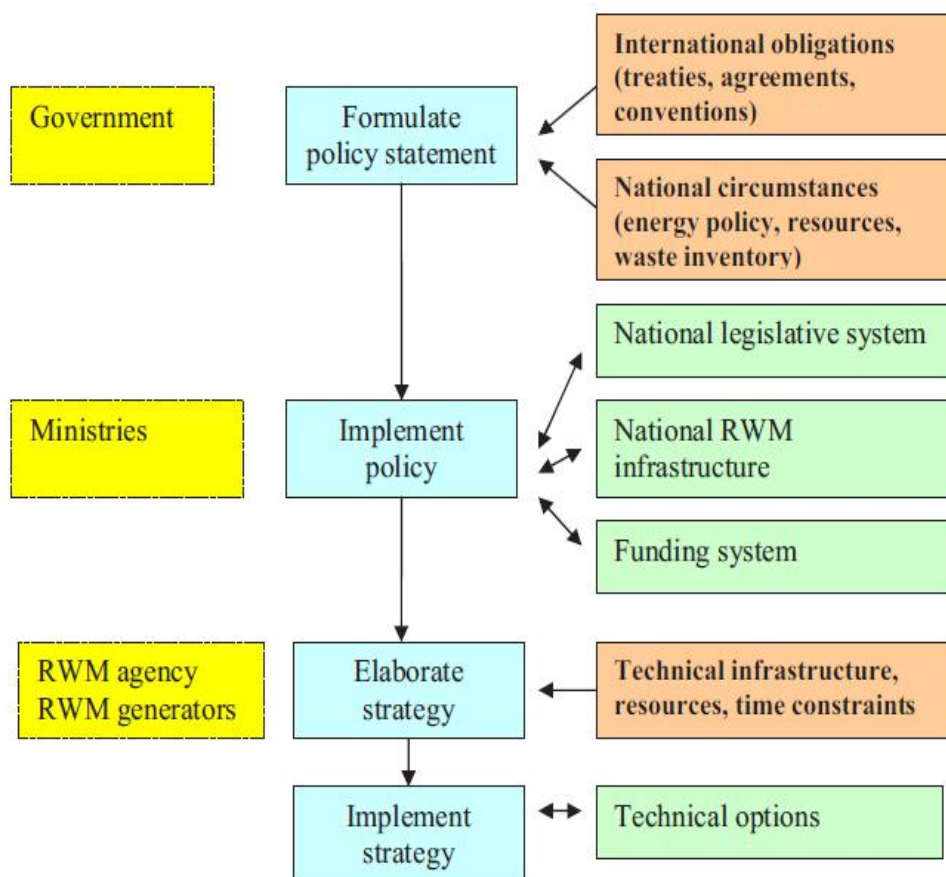 Government
Formulate
policy statement
International obligations
(treaties, agreements,
conventions)
National circumstances
(energy policy, resources,
waste inventory)
National legislative system
Ministries
Implement
policy
National RWM
infrastructure
Funding system
RWM agency
RWM generators
Elaborate
strategy
Technical infrastructure,
resources, time constraints
Implement
strategy
Technical options